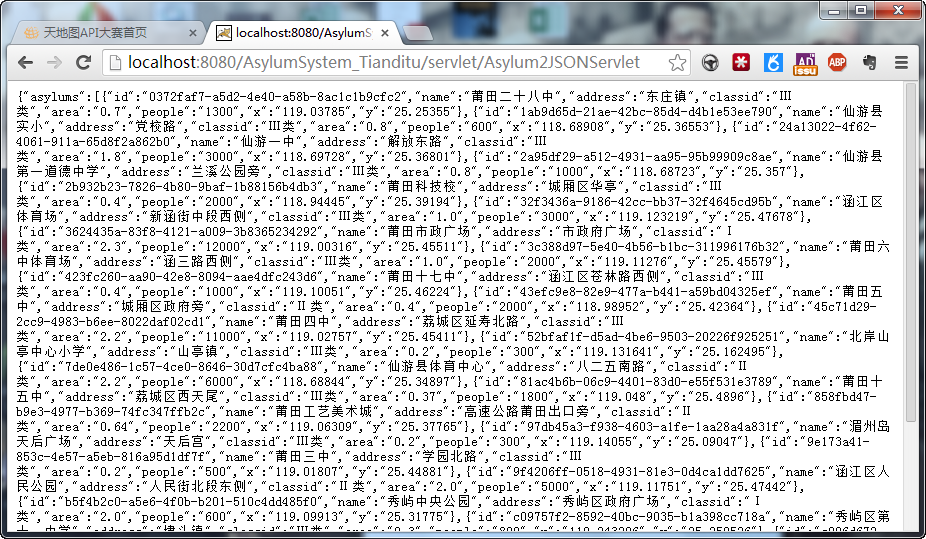 天地图API大赛首页
localhost:8080/AsylumS
localhost:8080/AsylumSystem_Tianditu/servlet/Asylum2JSONServlet
{"asylums":[{"id":"0372faf7-a5d2-4e40-a58b-8ac1c1b9cfc2","name":"莆田二十八中","address":"东庄镇","classid":"Ⅲ
类","area":"0.7","people":"1300","x":"119.03785","y":"25.25355"},{"id":"1ab9d65d-21ae-42bc-85d4-d4b1e53ee790","name":"仙游县
实小","address":"党校路","classid":"Ⅲ类","area":"0.8","people":"600","x":"118.68908","y":"25.36553"},{"id":"24a13022-4f62-
4061-911a-65d8f2a862b0","name":"仙游一中","address":"解放东路","classid":"Ⅲ
类","area":"1.8","people":"3000","x":"118.69728","y":"25.36801"},{"id":"2a95df29-a512-4931-aa95-95b99909c8ae","name":"仙游县
第一道德中学","address":"兰溪公园旁","classid":"Ⅲ类","area":"0.8","people":"1000","x":"118.68723","y":"25.357"},
{"id":"2b932b23-7826-4b80-9baf-1b88156b4db3","name":"莆田科技校","address":"城厢区华亭","classid":"Ⅲ
类","area":"0.4","people":"2000","x":"118.94445","y":"25.39194"},{"id":"32f3436a-9186-42cc-bb37-32f4645cd95b","name":"涵江区
体育场","address":"新涵街中段西侧","classid":"Ⅲ类","area":"1.0","people":"3000","x":"119.123219","y":"25.47678"},
{"id":"3624435a-83f8-4121-a009-3b8365234292","name":"莆田市政广场","address":"市政府广场","classid":"Ⅰ
类","area":"2.3","people":"12000","x":"119.00316","y":"25.45511"},{"id":"3c388d97-5e40-4b56-b1bc-311996176b32","name":"莆田六
中体育场","address":"涵三路西侧","classid":"Ⅲ类","area":"1.0","people":"2000","x":"119.11276","y":"25.45579"},
{"id":"423fc260-aa90-42e8-8094-aae4dfc243d6","name":"莆田十七中","address":"涵江区苍林路西侧","classid":"Ⅲ
类","area":"0.4","people":"1000","x":"119.10051","y":"25.46224"},{"id":"43efc9e8-82e9-477a-b441-a59bd04325ef","name":"莆田五
中","address":"城厢区政府旁","classid":"Ⅱ类","area":"0.4","people":"2000","x":"118.98952","y":"25.42364"},{"id":"45c71d29-
2cc9-4983-b6ee-8022daf02cd1","name":"莆田四中","address":"荔城区延寿北路","classid":"Ⅲ
类","area":"2.2","people":"11000","x":"119.02757","y":"25.45411"},{"id":"52bfaf1f-d5ad-4be6-9503-20226f925251","name":"北岸山
亭中心小学","address":"山亭镇","classid":"Ⅲ类","area":"0.2","people":"300","x":"119.131641","y":"25.162495"},
{"id":"7de0e486-1c57-4ce0-8646-30d7cfc4ba88","name":"仙游县体育中心","address":"八二五南路","classid":"Ⅱ
类","area":"2.2","people":"6000","x":"118.68844","y":"25.34897"},{"id":"81ac4b6b-06c9-4401-83d0-e55f531e3789","name":"莆田十
五中","address":"荔城区西天尾","classid":"Ⅲ类","area":"0.37","people":"1800","x":"119.048","y":"25.4896"},{"id":"858fbd47-
b9e3-4977-b369-74fc347ffb2c","name":"莆田工艺美术城","address":"高速公路莆田出口旁","classid":"Ⅱ
类","area":"0.64","people":"2200","x":"119.06309","y":"25.37765"},{"id":"97db45a3-f938-4603-a1fe-1aa28a4a831f","name":"湄州岛
天后广场","address":"天后宫","classid":"Ⅲ类","area":"0.2","people":"300","x":"119.14055","y":"25.09047"},{"id":"9e173a41-
853c-4e57-a5eb-816a95d1df7f","name":"莆田三中","address":"学园北路","classid":"Ⅲ
类","area":"0.2","people":"500","x":"119.01807","y":"25.44881"},{"id":"9f4206ff-0518-4931-81e3-0d4ca1dd7625","name":"涵江区人
民公园","address":"人民街北段东侧","classid":"Ⅱ类","area":"2.0","people":"5000","x":"119.11751","y":"25.47442"},
{"id":"b5f4b2c0-a5e6-4f0b-b201-510c4dd485f0","name":"秀屿中央公园","address":"秀屿区政府广场","classid":"Ⅰ
类","area":"2.0","people":"600","x":"119.09913","y":"25.31775"},{"id":"c09757f2-8592-40bc-9035-b1a398cc718a","name":"秀屿区第